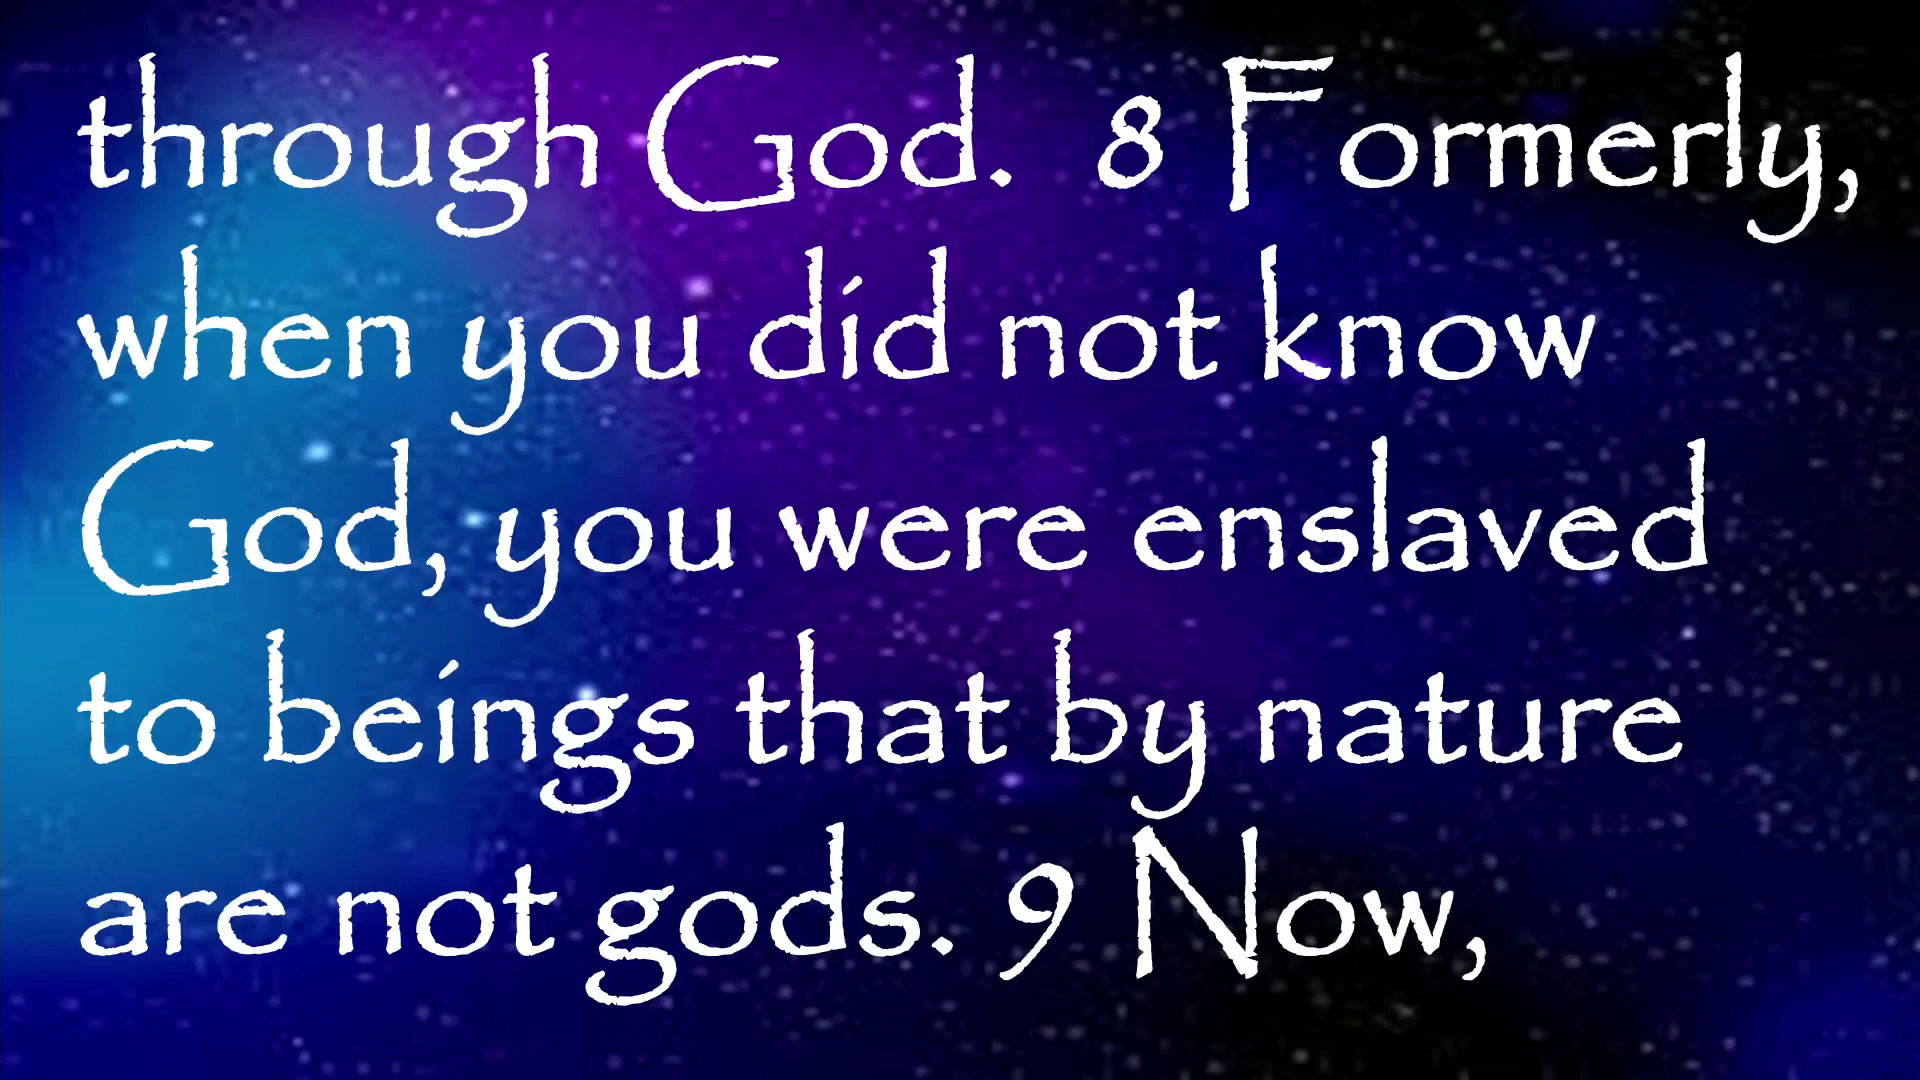 through God.  8 Formerly,
when you did not know
God, you were enslaved
to beings that by nature
are not gods. 9 Now,